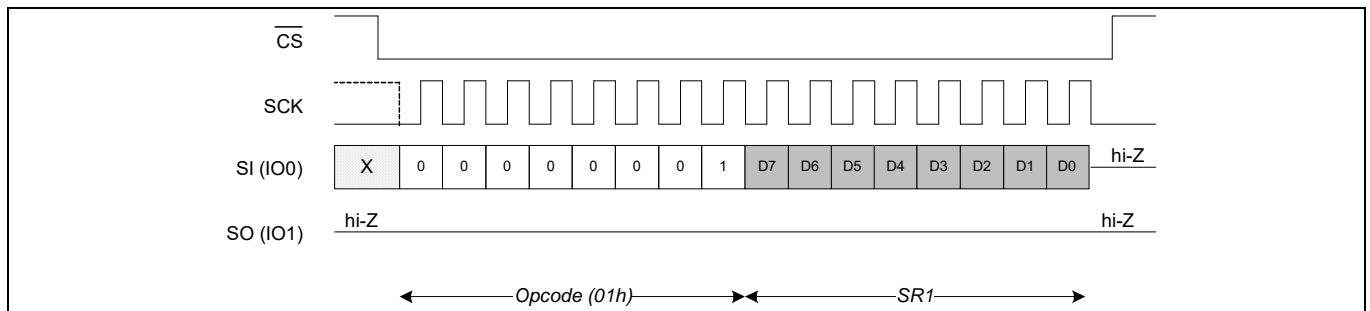 CS
SCK
SI (IO0) X 0 0 0 0 0 0 0 1 D7 D6 D5 D4 D3 D2 D1 D0 hi-Z
hi-Z hi-Z
SO (IO1)
Opcode (01h) SR1